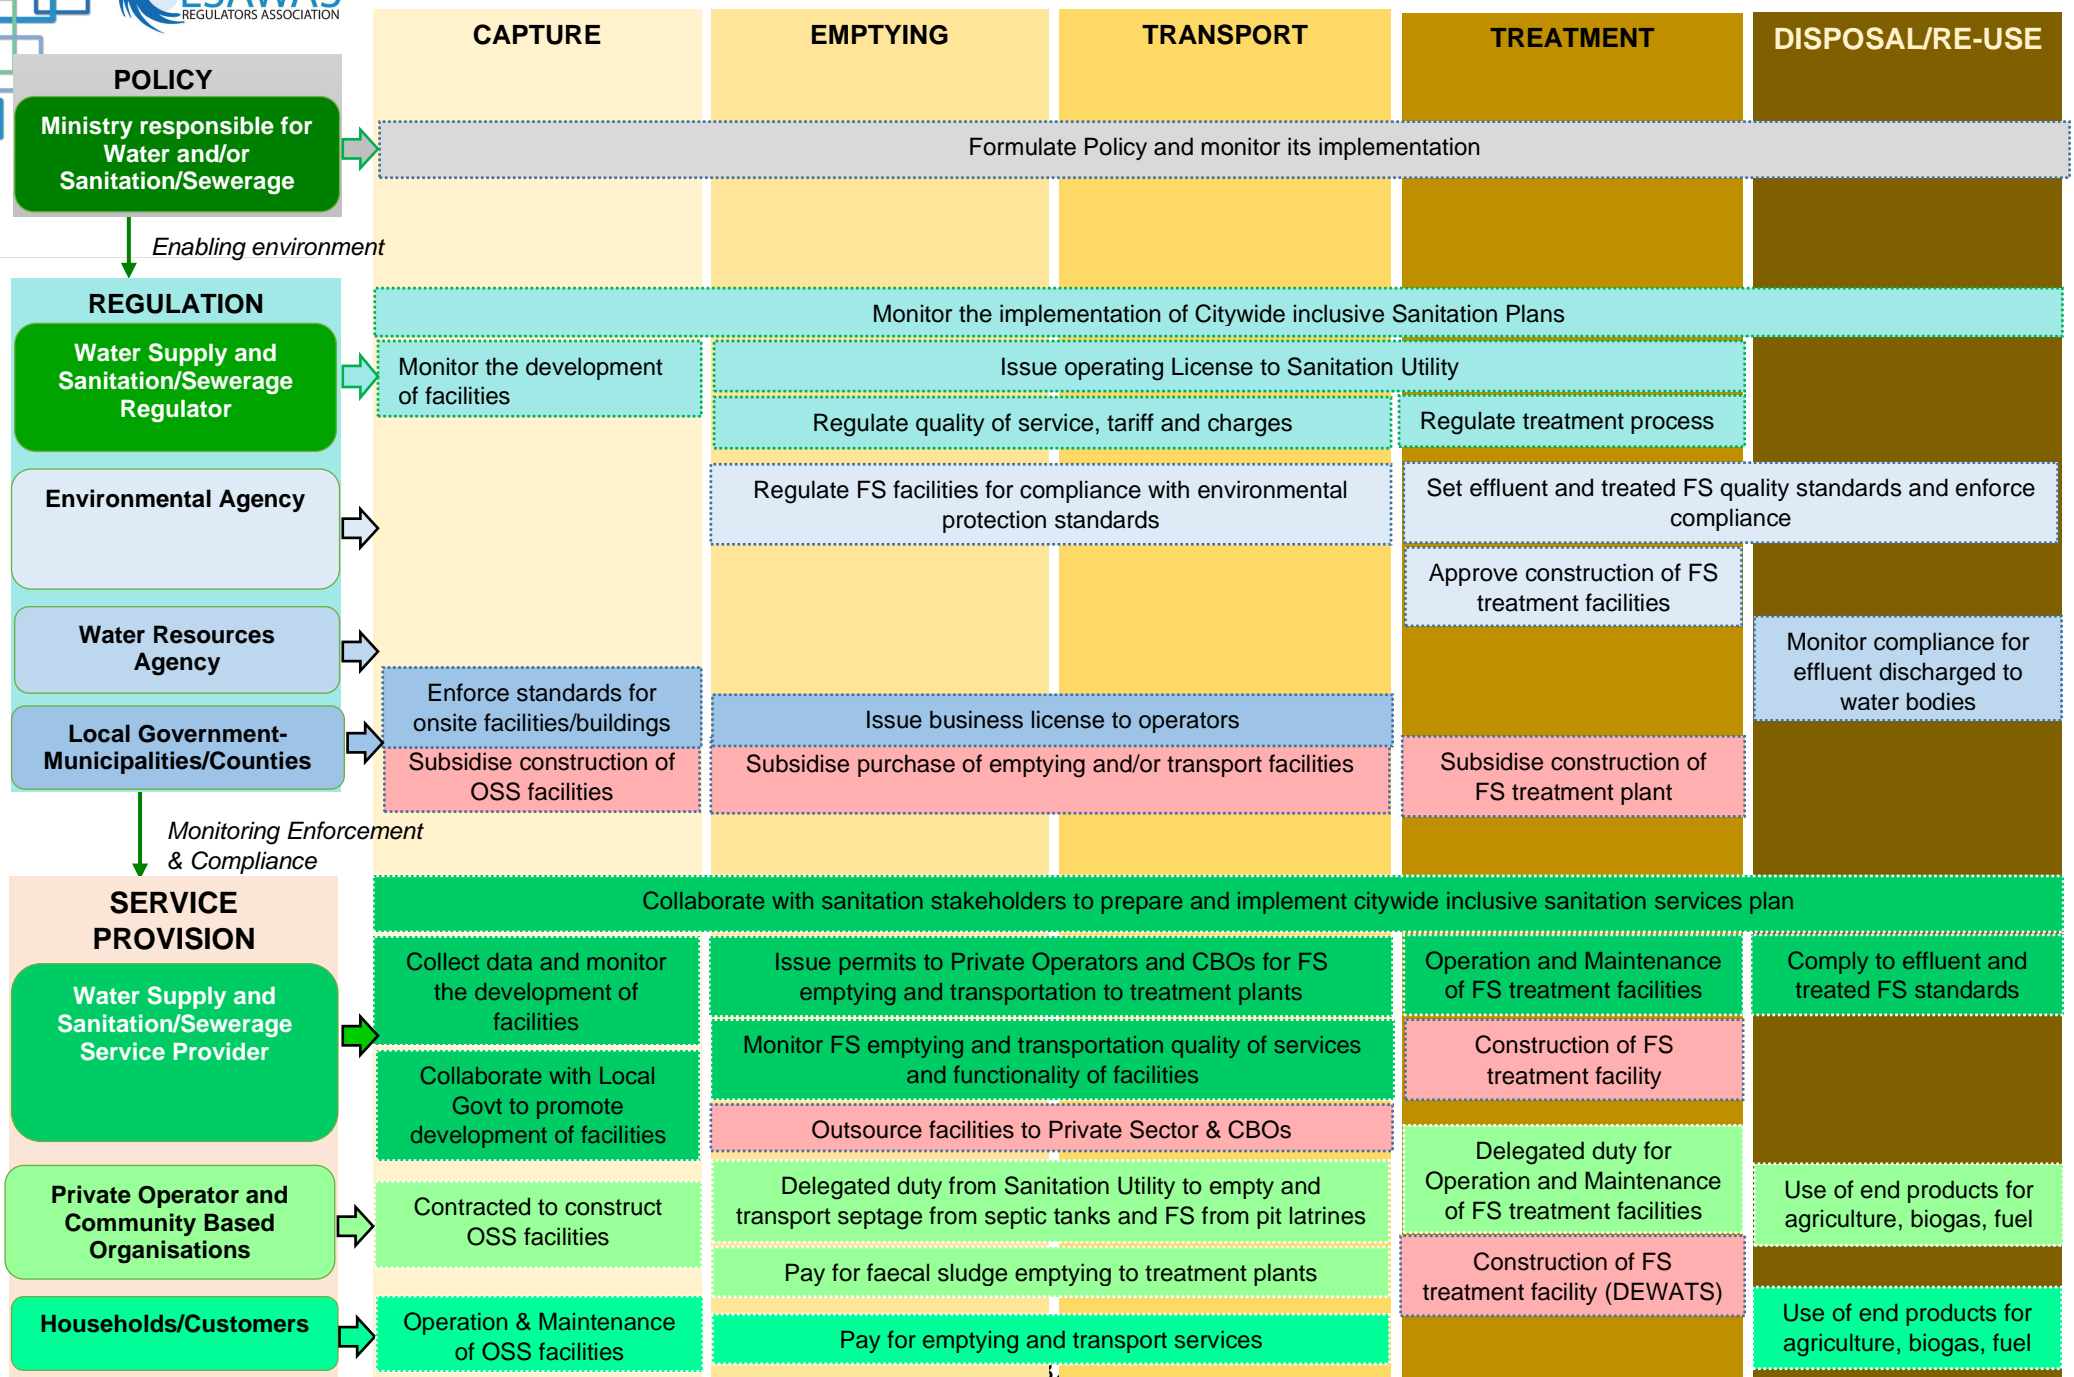 ESAWAS
REGULATORS ASSOCIATION
CAPTURE
EMPTYING
TRANSPORT
TREATMENT
DISPOSAL/RE-USE
POLICY
Ministry responsible for
Water and/or
Sanitation/Sewerage
Formulate Policy and monitor its implementation
Enabling environment
REGULATION
Monitor the implementation of Citywide inclusive Sanitation Plans
Water Supply and
Sanitation/Sewerage
Regulator
Monitor the development
of facilities
Issue operating License to Sanitation Utility
Regulate quality of service, tariff and charges
Regulate treatment process
Environmental Agency
Regulate FS facilities for compliance with environmental
protection standards
Set effluent and treated FS quality standards and enforce
compliance
Approve construction of FS
treatment facilities
Water Resources
Agency
Monitor compliance for
effluent discharged to
water bodies
Local Government-
Municipalities/Counties
Enforce standards for
onsite facilities/buildings
Issue business license to operators
Subsidise construction of
OSS facilities
Subsidise purchase of emptying and/or transport facilities
Subsidise construction of
FS treatment plant
Monitoring Enforcement
& Compliance
SERVICE
PROVISION
Collaborate with sanitation stakeholders to prepare and implement citywide inclusive sanitation services plan
Water Supply and
Sanitation/Sewerage
Service Provider
Collect data and monitor
the development of
facilities
Issue permits to Private Operators and CBOs for FS
emptying and transportation to treatment plants
Operation and Maintenance
of FS treatment facilities
Comply to effluent and
treated FS standards
Collaborate with Local
Govt to promote
development of facilities
Monitor FS emptying and transportation quality of services
and functionality of facilities
Construction of FS
treatment facility
Outsource facilities to Private Sector & CBOs
Private Operator and
Community Based
Organisations
Contracted to construct
OSS facilities
Delegated duty from Sanitation Utility to empty and
transport septage from septic tanks and FS from pit latrines
Delegated duty for
Operation and Maintenance
of FS treatment facilities
Use of end products for
agriculture, biogas, fuel
Pay for faecal sludge emptying to treatment plants
Construction of FS
treatment facility (DEWATS)
Households/Customers
Operation & Maintenance
of OSS facilities
Pay for emptying and transport services
Use of end products for
agriculture, biogas, fuel